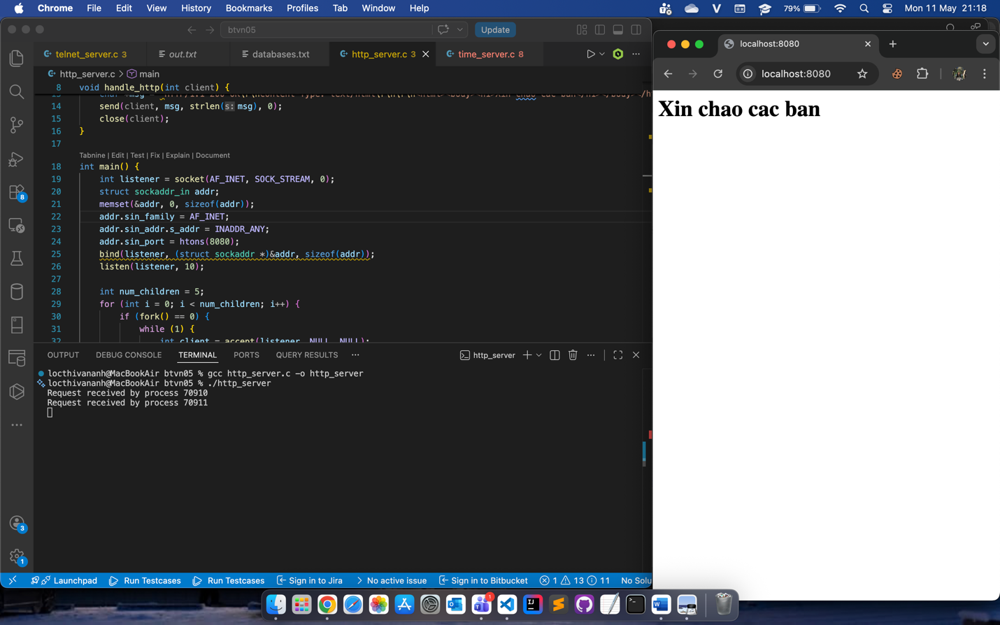 Chrome File Edit View History Bookmarks Profiles Tab Window Help 79% Mon 11 May 21:18
btvn05 Update
telnet_server.c 3 out.txt databases.txt http_server.c 3 time_server.c 8
http_server.c > main
8 void handle_http(int client) {
14 send(client, msg, strlen(s: msg), 0);
15 close(client);
16 }
17
Tabnine | Edit | Test | Fix | Explain | Document
18 int main() {
19 int listener = socket(AF_INET, SOCK_STREAM, 0);
20 struct sockaddr_in addr;
21 memset(&addr, 0, sizeof(addr));
22 addr.sin_family = AF_INET;
23 addr.sin_addr.s_addr = INADDR_ANY;
24 addr.sin_port = htons(8080);
25 bind(listener, (struct sockaddr *)&addr, sizeof(addr));
26 listen(listener, 10);
27
28 int num_children = 5;
29 for (int i = 0; i < num_children; i++) {
30 if (fork() == 0) {
31 while (1) {
32 int client = accept(listener, NULL, NULL);
OUTPUT DEBUG CONSOLE TERMINAL PORTS QUERY RESULTS ... http_server
locthivananh@MacBookAir btvn05 % gcc http_server.c -o http_server
locthivananh@MacBookAir btvn05 % ./http_server
Request received by process 70910
Request received by process 70911
8
3
1
Launchpad Run Testcases Run Testcases Sign in to Jira No active issue Sign in to Bitbucket 1 13 11 No Solu
localhost:8080
localhost:8080
Xin chao cac ban